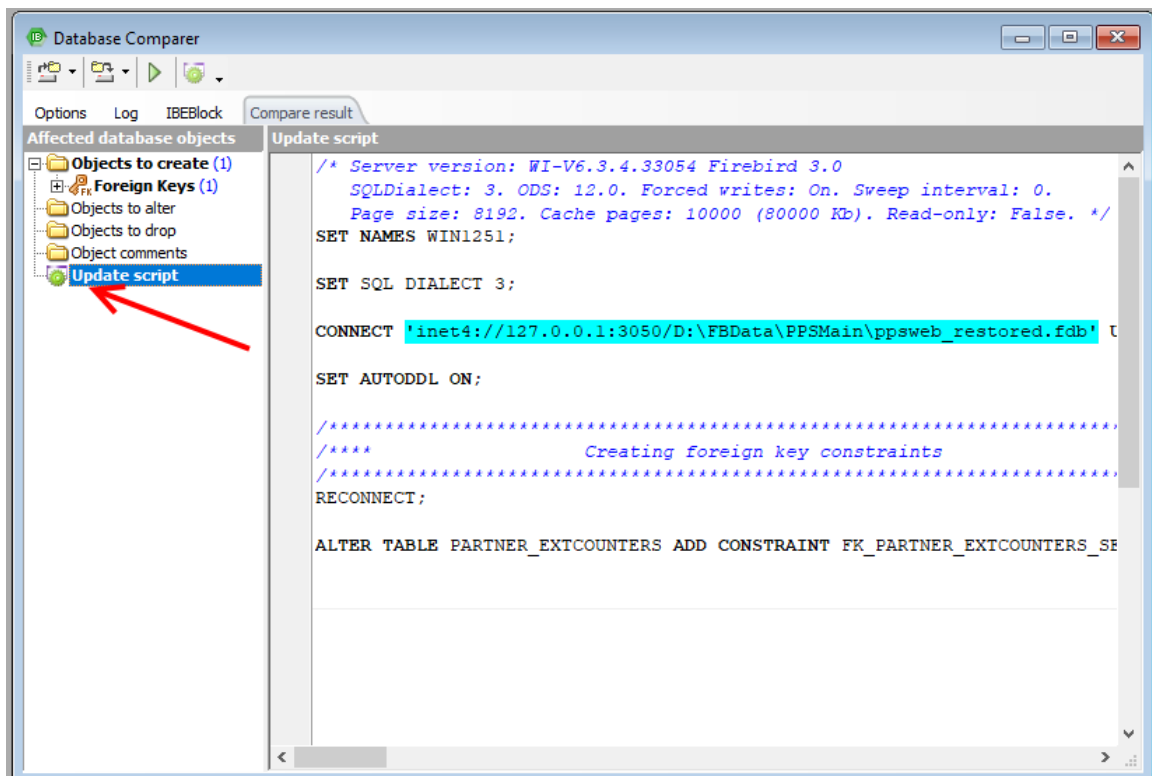 Database Comparer
Options Log IBEBlock Compare result
Affected database objects
Objects to create (1)
Foreign Keys (1)
Objects to alter
Objects to drop
Object comments
Update script
Update script
/* Server version: WI-V6.3.4.33054 Firebird 3.0
SQLDialect: 3. ODS: 12.0. Forced writes: On. Sweep interval: 0.
Page size: 8192. Cache pages: 10000 (80000 Kb). Read-only: False. */
SET NAMES WIN1251;
SET SQL DIALECT 3;
CONNECT 'inet4://127.0.0.1:3050/D:\FBData\PPSMain\ppsweb_restored.fdb' U
SET AUTODDL ON;
/******************************************************************************
/**** Creating foreign key constraints
/******************************************************************************
RECONNECT;
ALTER TABLE PARTNER_EXTCOUNTERS ADD CONSTRAINT FK_PARTNER_EXTCOUNTERS_SE